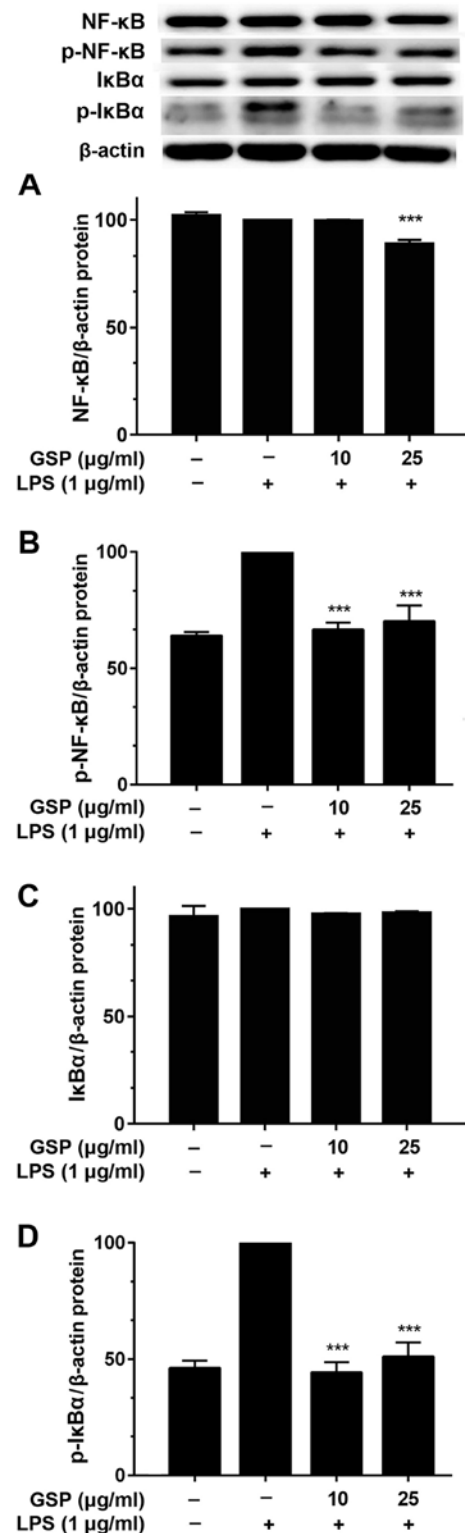 NF-κB
p-NF-κB
IκBα
p-IκBα
β-actin
A
NF-κB/β-actin protein
100
***
50
0
GSP (μg/ml) – – 10 25
LPS (1 μg/ml) – + + +
B
p-NF-κB/β-actin protein
100
*** ***
50
0
GSP (μg/ml) – – 10 25
LPS (1 μg/ml) – + + +
C
IκBα/β-actin protein
100
50
0
GSP (μg/ml) – – 10 25
LPS (1 μg/ml) – + + +
D
p-IκBα/β-actin protein
100
*** ***
50
0
GSP (μg/ml) – – 10 25
LPS (1 μg/ml) – + + +